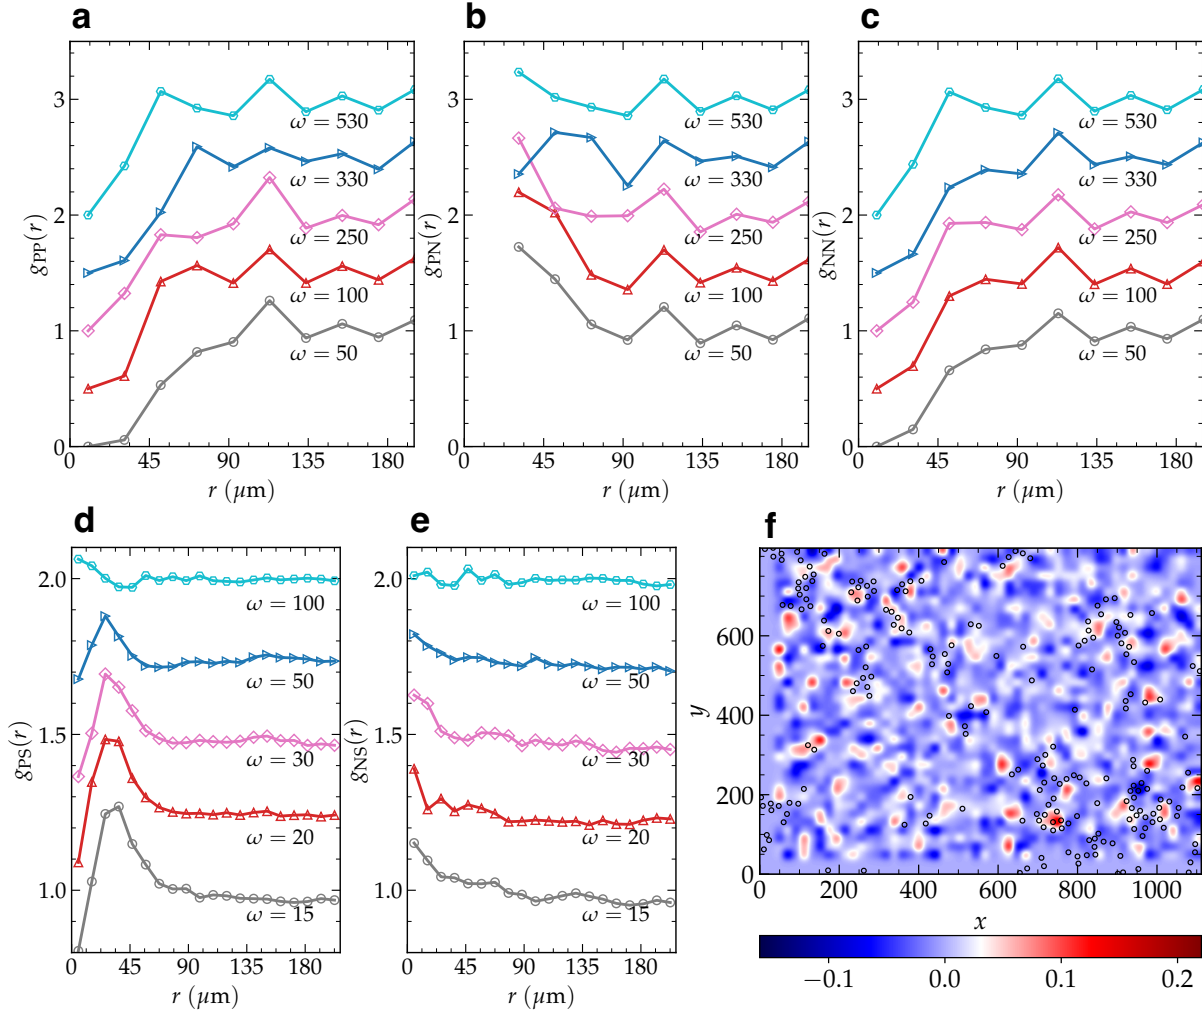 a
b
c
3
2
1
0
g_PP(r)
ω = 530
ω = 330
ω = 250
ω = 100
ω = 50
0 45 90 135 180
r (μm)
3
2
1
0
g_PN(r)
ω = 530
ω = 330
ω = 250
ω = 100
ω = 50
0 45 90 135 180
r (μm)
3
2
1
0
g_NN(r)
ω = 530
ω = 330
ω = 250
ω = 100
ω = 50
0 45 90 135 180
r (μm)
d
e
f
2.0
1.5
1.0
g_PS(r)
ω = 100
ω = 50
ω = 30
ω = 20
ω = 15
0 45 90 135 180
r (μm)
2.0
1.5
1.0
g_NS(r)
ω = 100
ω = 50
ω = 30
ω = 20
ω = 15
0 45 90 135 180
r (μm)
600
400
200
0
y
0 200 400 600 800 1000
x
−0.1 0.0 0.1 0.2